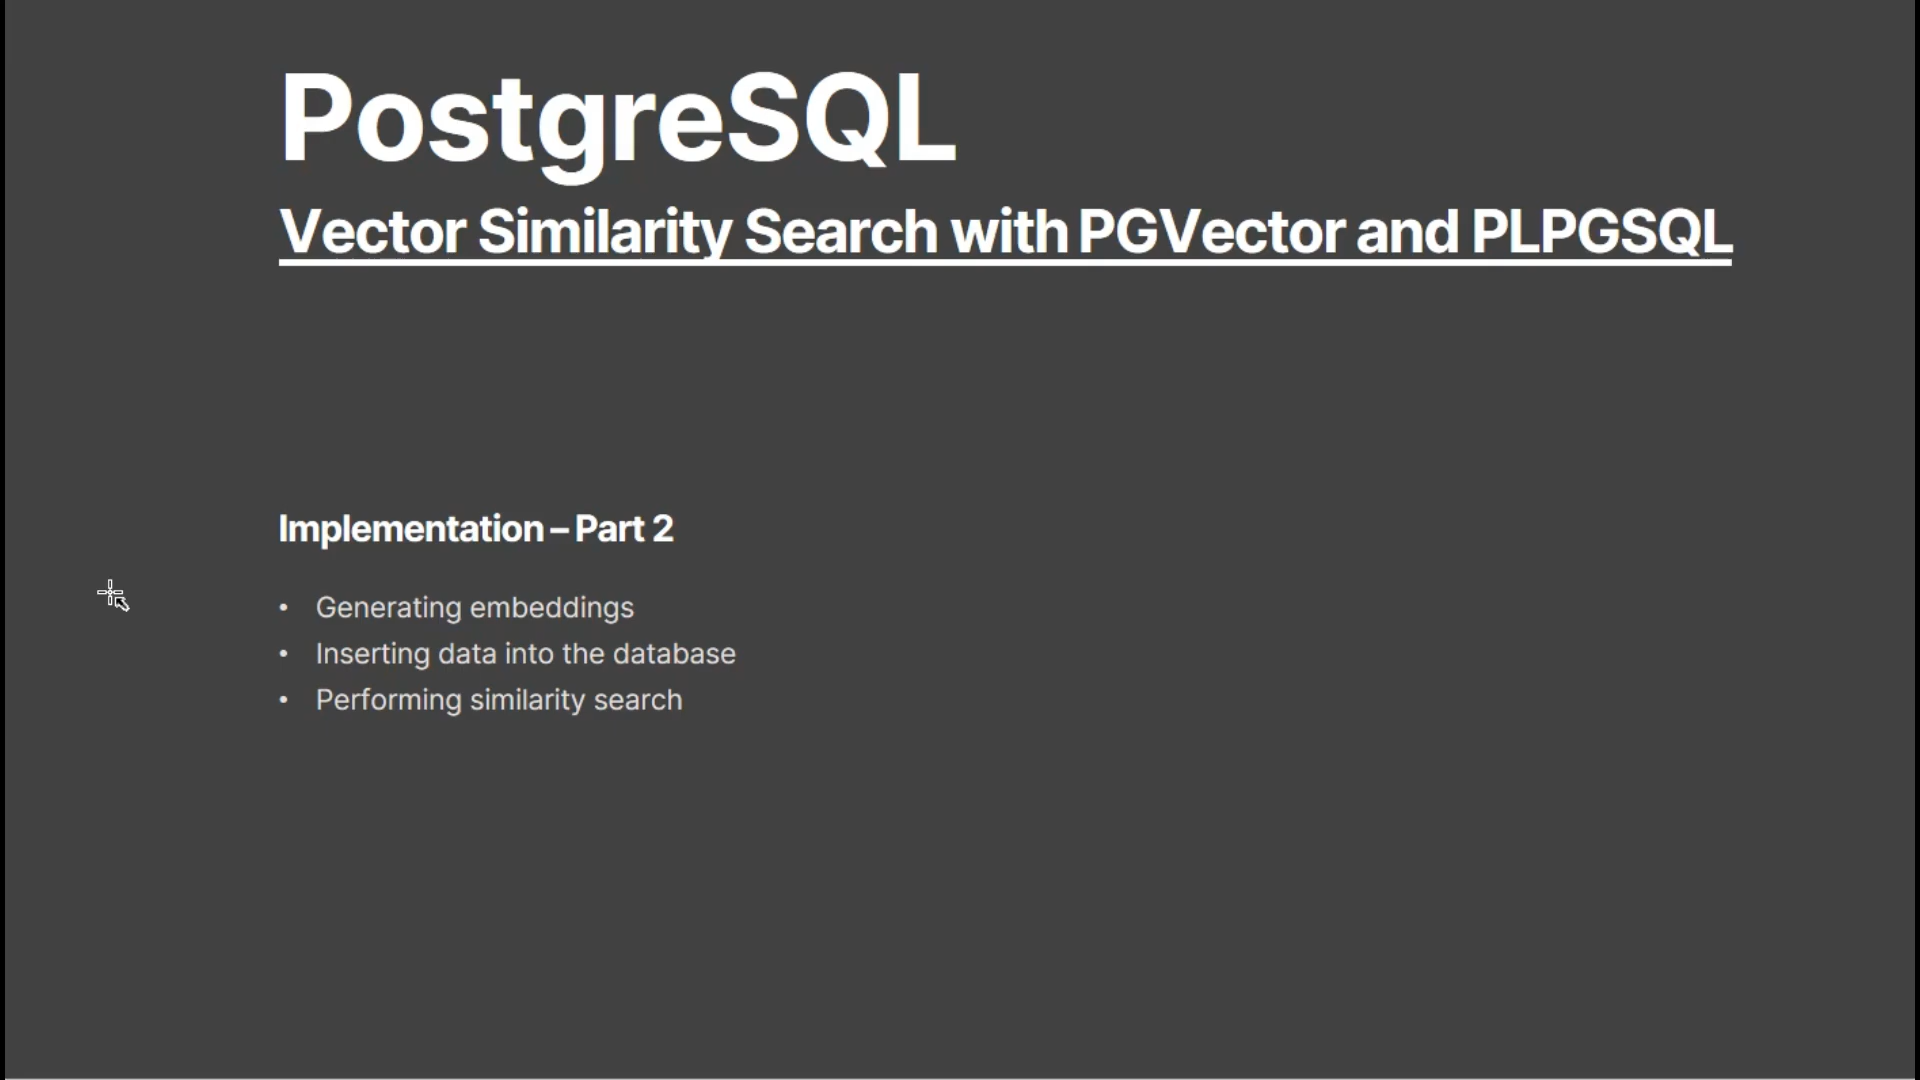 PostgreSQL
Vector Similarity Search with PGVector and PLPGSQL
Implementation – Part 2
• Generating embeddings
• Inserting data into the database
• Performing similarity search